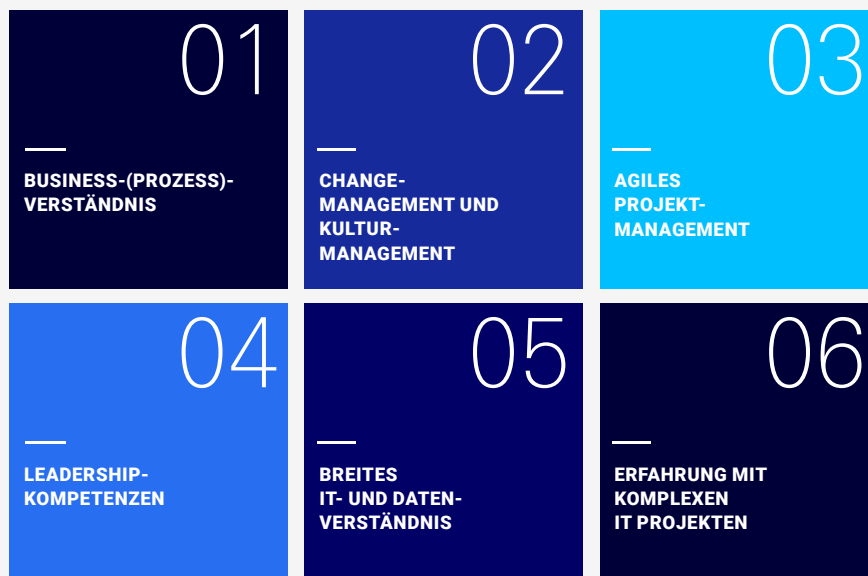 01
BUSINESS-(PROZESS)-
VERSTÄNDNIS
02
CHANGE-
MANAGEMENT UND
KULTUR-
MANAGEMENT
03
AGILES
PROJEKT-
MANAGEMENT
04
LEADERSHIP-
KOMPETENZEN
05
BREITES
IT- UND DATEN-
VERSTÄNDNIS
06
ERFAHRUNG MIT
KOMPLEXEN
IT PROJEKTEN